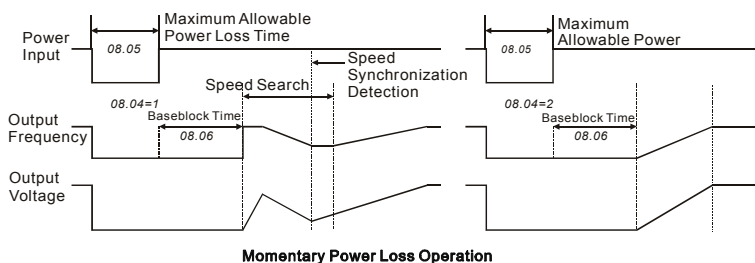 Maximum Allowable
Power Loss Time
Power
Input
08.05
Speed
Synchronization
Detection
Speed Search
08.05
Maximum
Allowable Power
08.04=1
Baseblock Time
08.06
Output
Frequency
08.04=2
Baseblock Time
08.06
Output
Voltage
Momentary Power Loss Operation